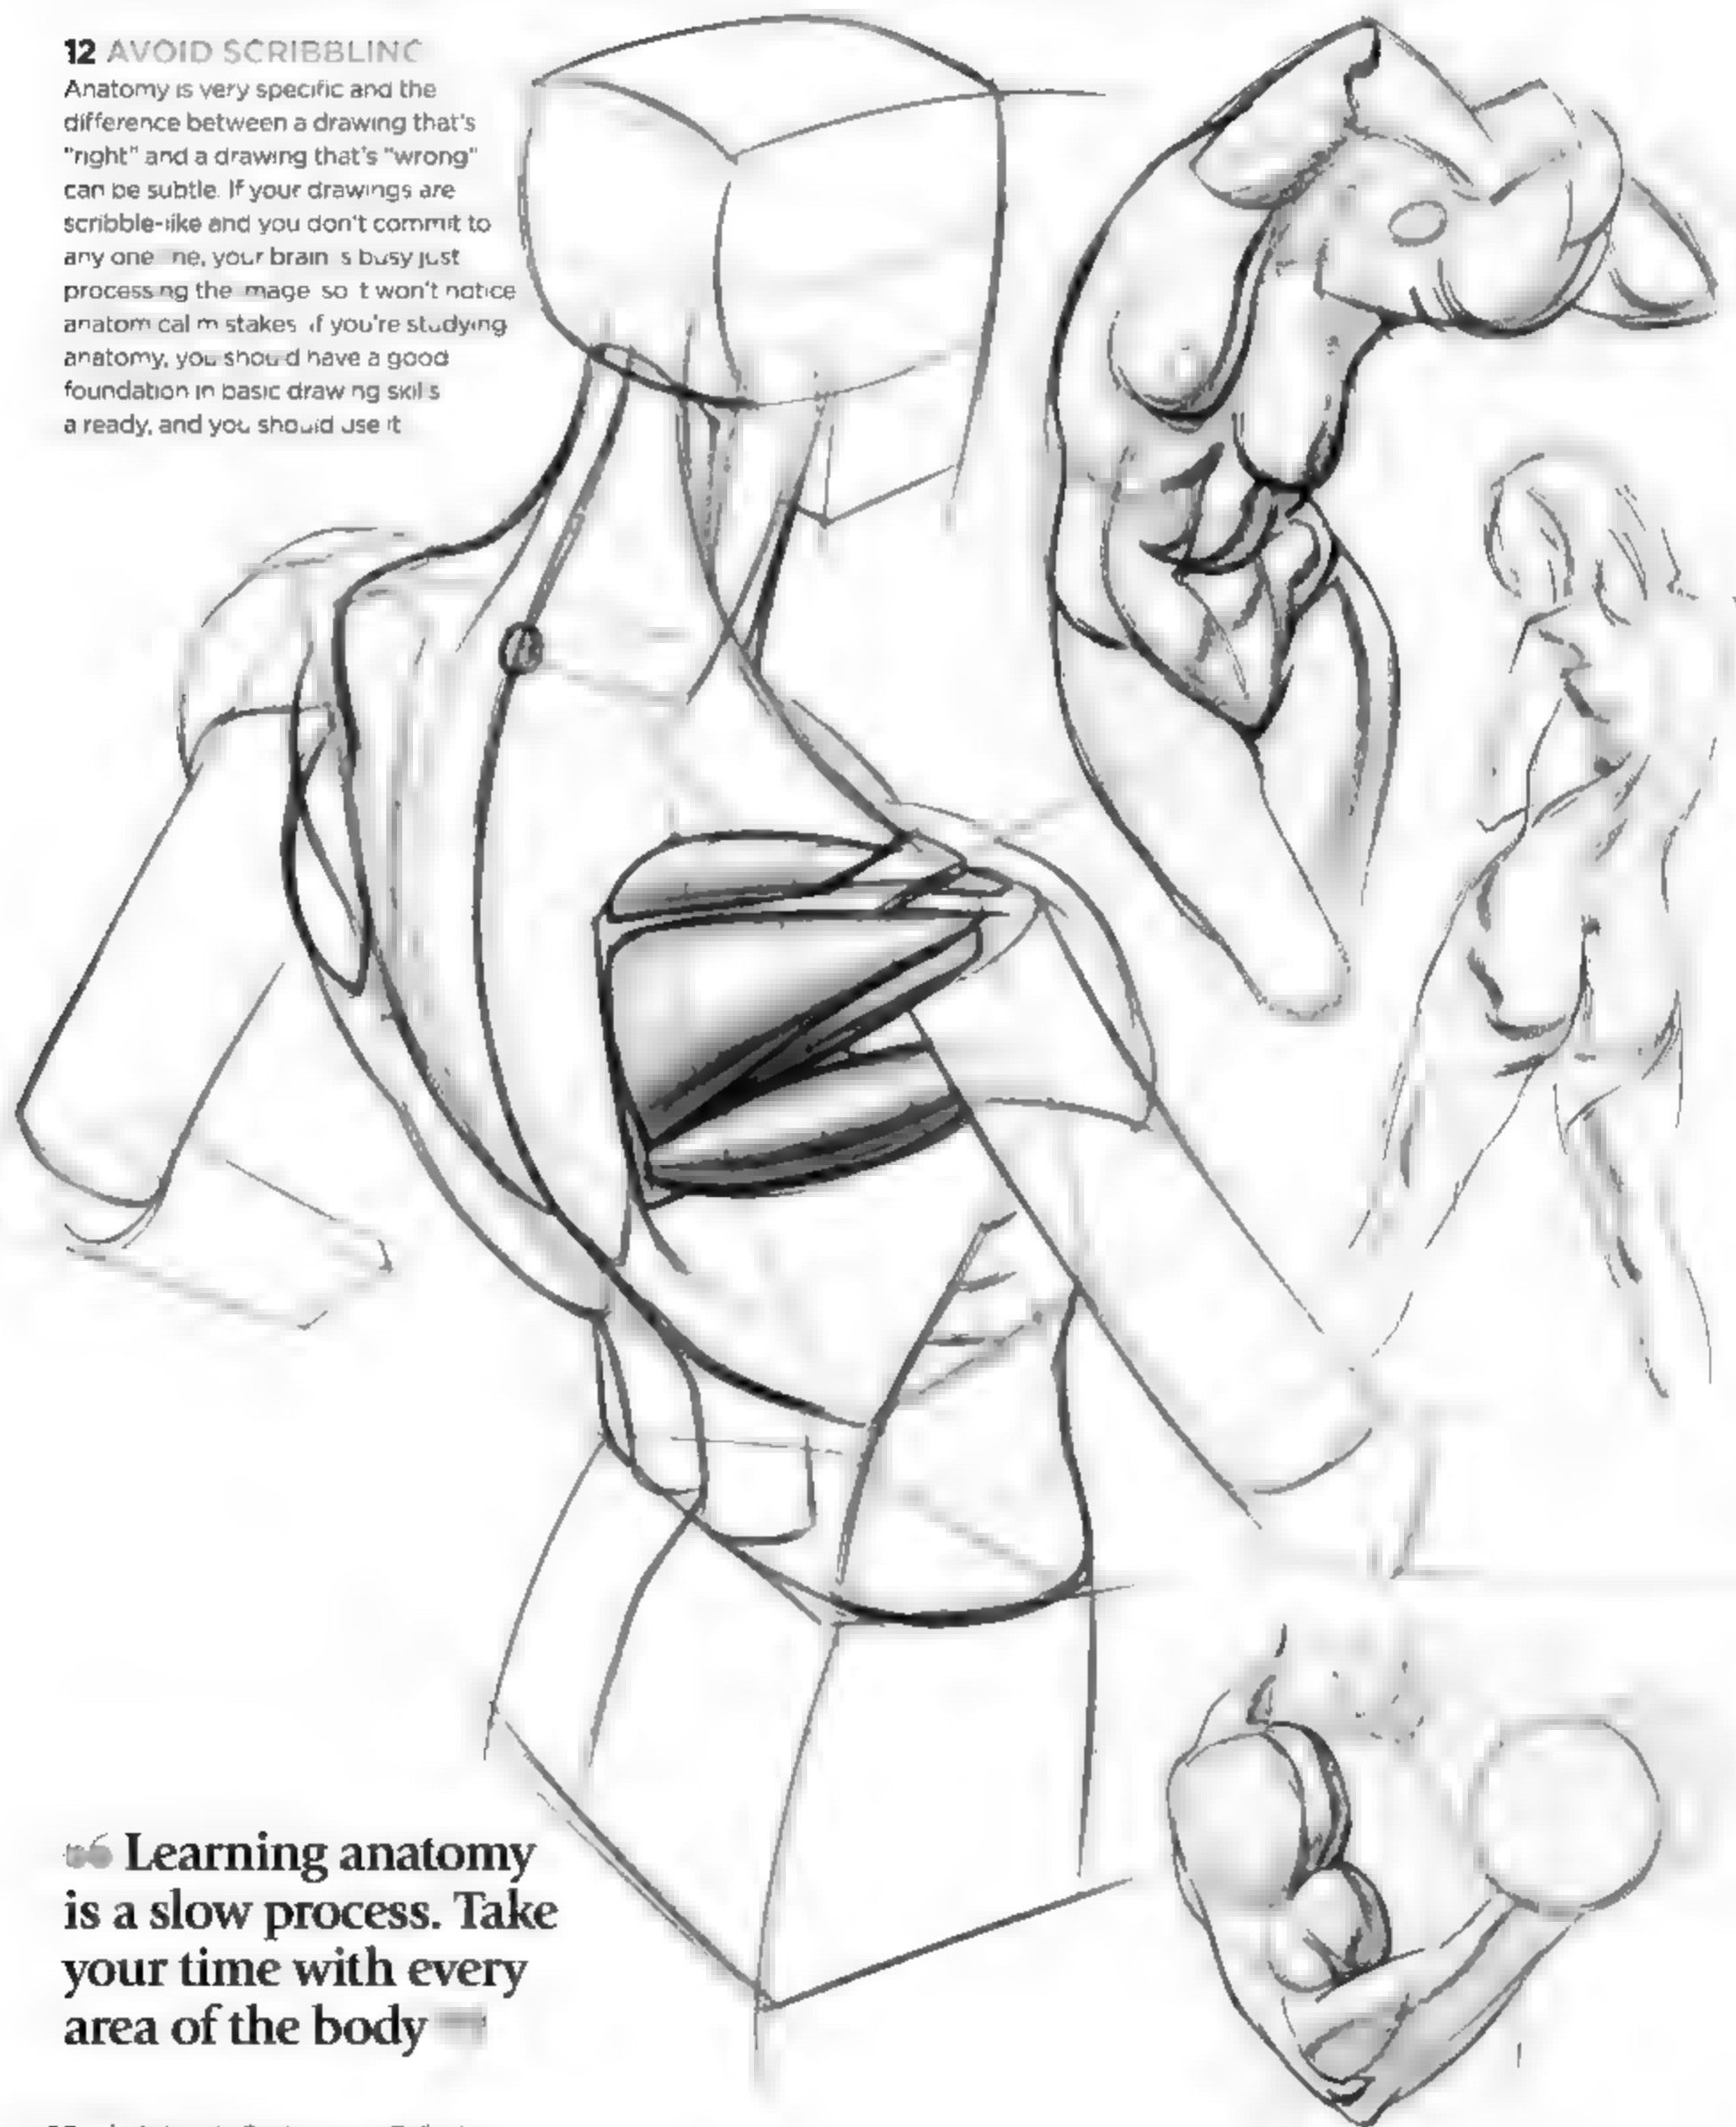 12 AVOID SCRIBBLING
Anatomy is very specific and the
difference between a drawing that's
"right" and a drawing that's "wrong"
can be subtle. If your drawings are
scribble-like and you don't commit to
any one line, your brain is busy just
processing the image so it won't notice
anatomical mistakes. If you're studying
anatomy, you should have a good
foundation in basic drawing skills
already, and you should use it
Learning anatomy
is a slow process. Take
your time with every
area of the body